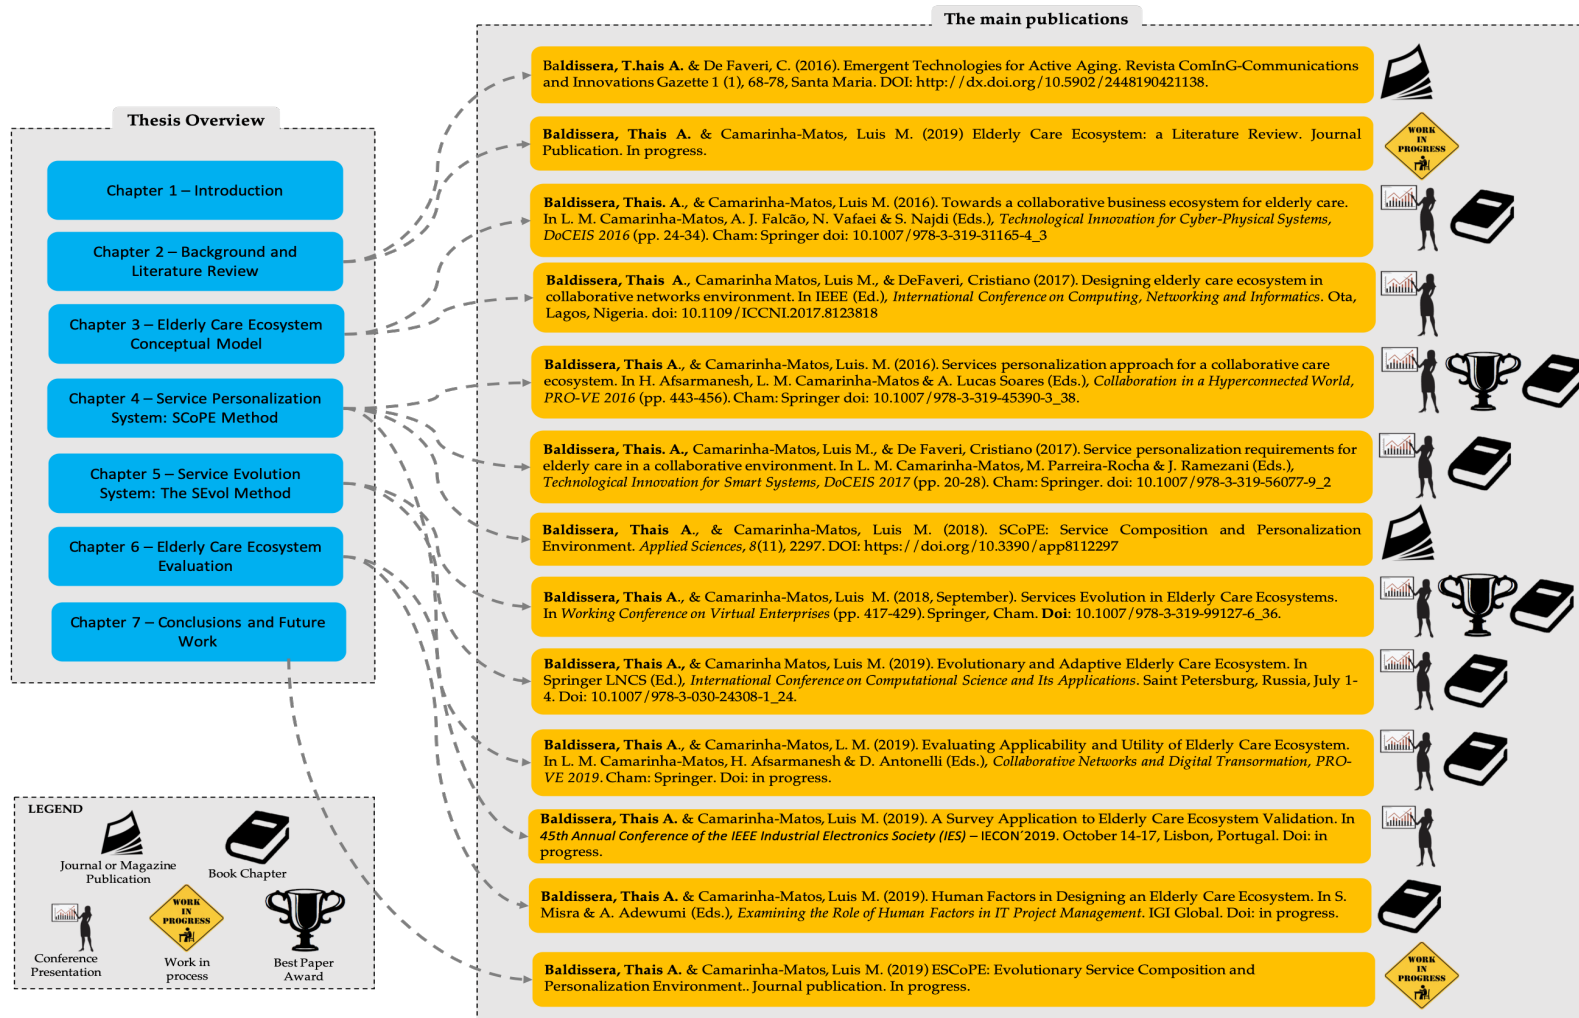 The main publications
Thesis Overview
Chapter 1 – Introduction
Chapter 2 – Background and
Literature Review
Chapter 3 – Elderly Care Ecosystem
Conceptual Model
Chapter 4 – Service Personalization
System: SCoPE Method
Chapter 5 – Service Evolution
System: The SEvol Method
Chapter 6 – Elderly Care Ecosystem
Evaluation
Chapter 7 – Conclusions and Future
Work
Baldissera, T.hais A. & De Faveri, C. (2016). Emergent Technologies for Active Aging. Revista ComInG-Communications
and Innovations Gazette 1 (1), 68-78, Santa Maria. DOI: http://dx.doi.org/10.5902/2448190421138.
Baldissera, Thais A. & Camarinha-Matos, Luis M. (2019) Elderly Care Ecosystem: a Literature Review. Journal
Publication. In progress.
WORK
IN
PROGRESS
Baldissera, Thais. A., & Camarinha-Matos, Luis M. (2016). Towards a collaborative business ecosystem for elderly care.
In L. M. Camarinha-Matos, A. J. Falcão, N. Vafaei & S. Najdi (Eds.), Technological Innovation for Cyber-Physical Systems,
DoCEIS 2016 (pp. 24-34). Cham: Springer doi: 10.1007/978-3-319-31165-4_3
Baldissera, Thais A., Camarinha Matos, Luis M., & DeFaveri, Cristiano (2017). Designing elderly care ecosystem in
collaborative networks environment. In IEEE (Ed.), International Conference on Computing, Networking and Informatics. Ota,
Lagos, Nigeria. doi: 10.1109/ICCNI.2017.8123818
Baldissera, Thais A., & Camarinha-Matos, Luis. M. (2016). Services personalization approach for a collaborative care
ecosystem. In H. Afsarmanesh, L. M. Camarinha-Matos & A. Lucas Soares (Eds.), Collaboration in a Hyperconnected World,
PRO-VE 2016 (pp. 443-456). Cham: Springer doi: 10.1007/978-3-319-45390-3_38.
Baldissera, Thais. A., Camarinha-Matos, Luis M., & De Faveri, Cristiano (2017). Service personalization requirements for
elderly care in a collaborative environment. In L. M. Camarinha-Matos, M. Parreira-Rocha & J. Ramezani (Eds.),
Technological Innovation for Smart Systems, DoCEIS 2017 (pp. 20-28). Cham: Springer. doi: 10.1007/978-3-319-56077-9_2
Baldissera, Thais A., & Camarinha-Matos, Luis M. (2018). SCoPE: Service Composition and Personalization
Environment. Applied Sciences, 8(11), 2297. DOI: https://doi.org/10.3390/app8112297
Baldissera, Thais A., & Camarinha-Matos, Luis M. (2018, September). Services Evolution in Elderly Care Ecosystems.
In Working Conference on Virtual Enterprises (pp. 417-429). Springer, Cham. Doi: 10.1007/978-3-319-99127-6_36.
Baldissera, Thais A., & Camarinha Matos, Luis M. (2019). Evolutionary and Adaptive Elderly Care Ecosystem. In
Springer LNCS (Ed.), International Conference on Computational Science and Its Applications. Saint Petersburg, Russia, July 1-
4. Doi: 10.1007/978-3-030-24308-1_24.
Baldissera, Thais A., & Camarinha-Matos, L. M. (2019). Evaluating Applicability and Utility of Elderly Care Ecosystem.
In L. M. Camarinha-Matos, H. Afsarmanesh & D. Antonelli (Eds.), Collaborative Networks and Digital Transormation, PRO-
VE 2019. Cham: Springer. Doi: in progress.
Baldissera, Thais A. & Camarinha-Matos, Luis M. (2019). A Survey Application to Elderly Care Ecosystem Validation. In
45th Annual Conference of the IEEE Industrial Electronics Society (IES) – IECON´2019. October 14-17, Lisbon, Portugal. Doi: in
progress.
Baldissera, Thais A. & Camarinha-Matos, Luis M. (2019). Human Factors in Designing an Elderly Care Ecosystem. In S.
Misra & A. Adewumi (Eds.), Examining the Role of Human Factors in IT Project Management. IGI Global. Doi: in progress.
Baldissera, Thais A. & Camarinha-Matos, Luis M. (2019) ESCoPE: Evolutionary Service Composition and
Personalization Environment.. Journal publication. In progress.
WORK
IN
PROGRESS
LEGEND
Journal or Magazine
Publication
Book Chapter
Conference
Presentation
WORK
IN
PROGRESS
Work in
process
Best Paper
Award